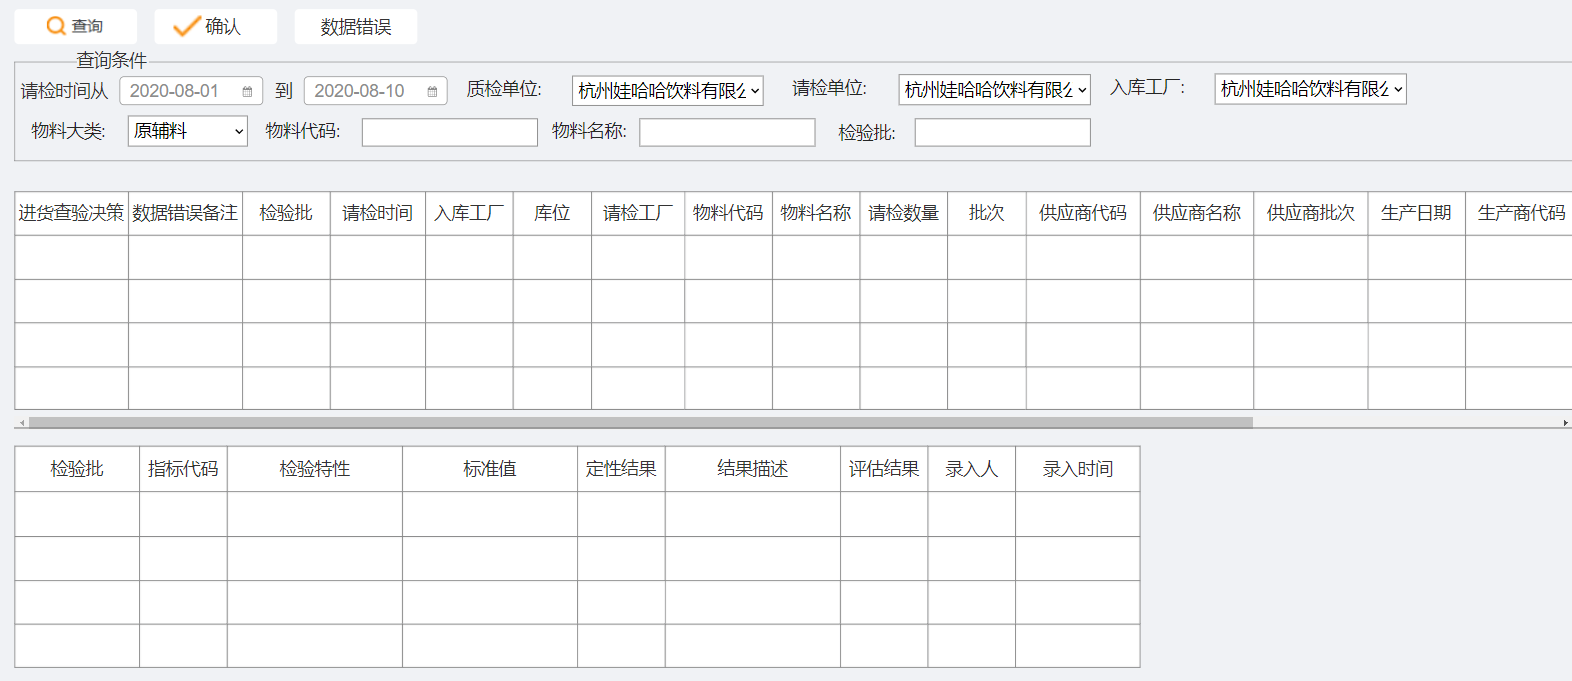 查询 确认 数据错误
查询条件
请检时间从 2020-08-01 到 2020-08-10 质检单位: 杭州娃哈哈饮料有限 请检单位: 杭州娃哈哈饮料有限 入库工厂: 杭州娃哈哈饮料有限
物料大类: 原辅料 物料代码: 物料名称: 检验批:
进货查验决策 数据错误备注 检验批 请检时间 入库工厂 库位 请检工厂 物料代码 物料名称 请检数量 批次 供应商代码 供应商名称 供应商批次 生产日期 生产商代码
检验批 指标代码 检验特性 标准值 定性结果 结果描述 评估结果 录入人 录入时间